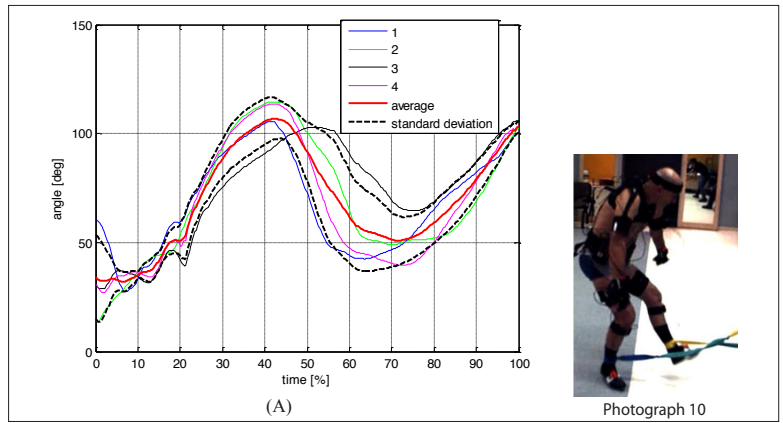 150
100
50
0
angle [deg]
0 10 20 30 40 50 60 70 80 90 100
time [%]
1
2
3
4
average
standard deviation
(A)
Photograph 10